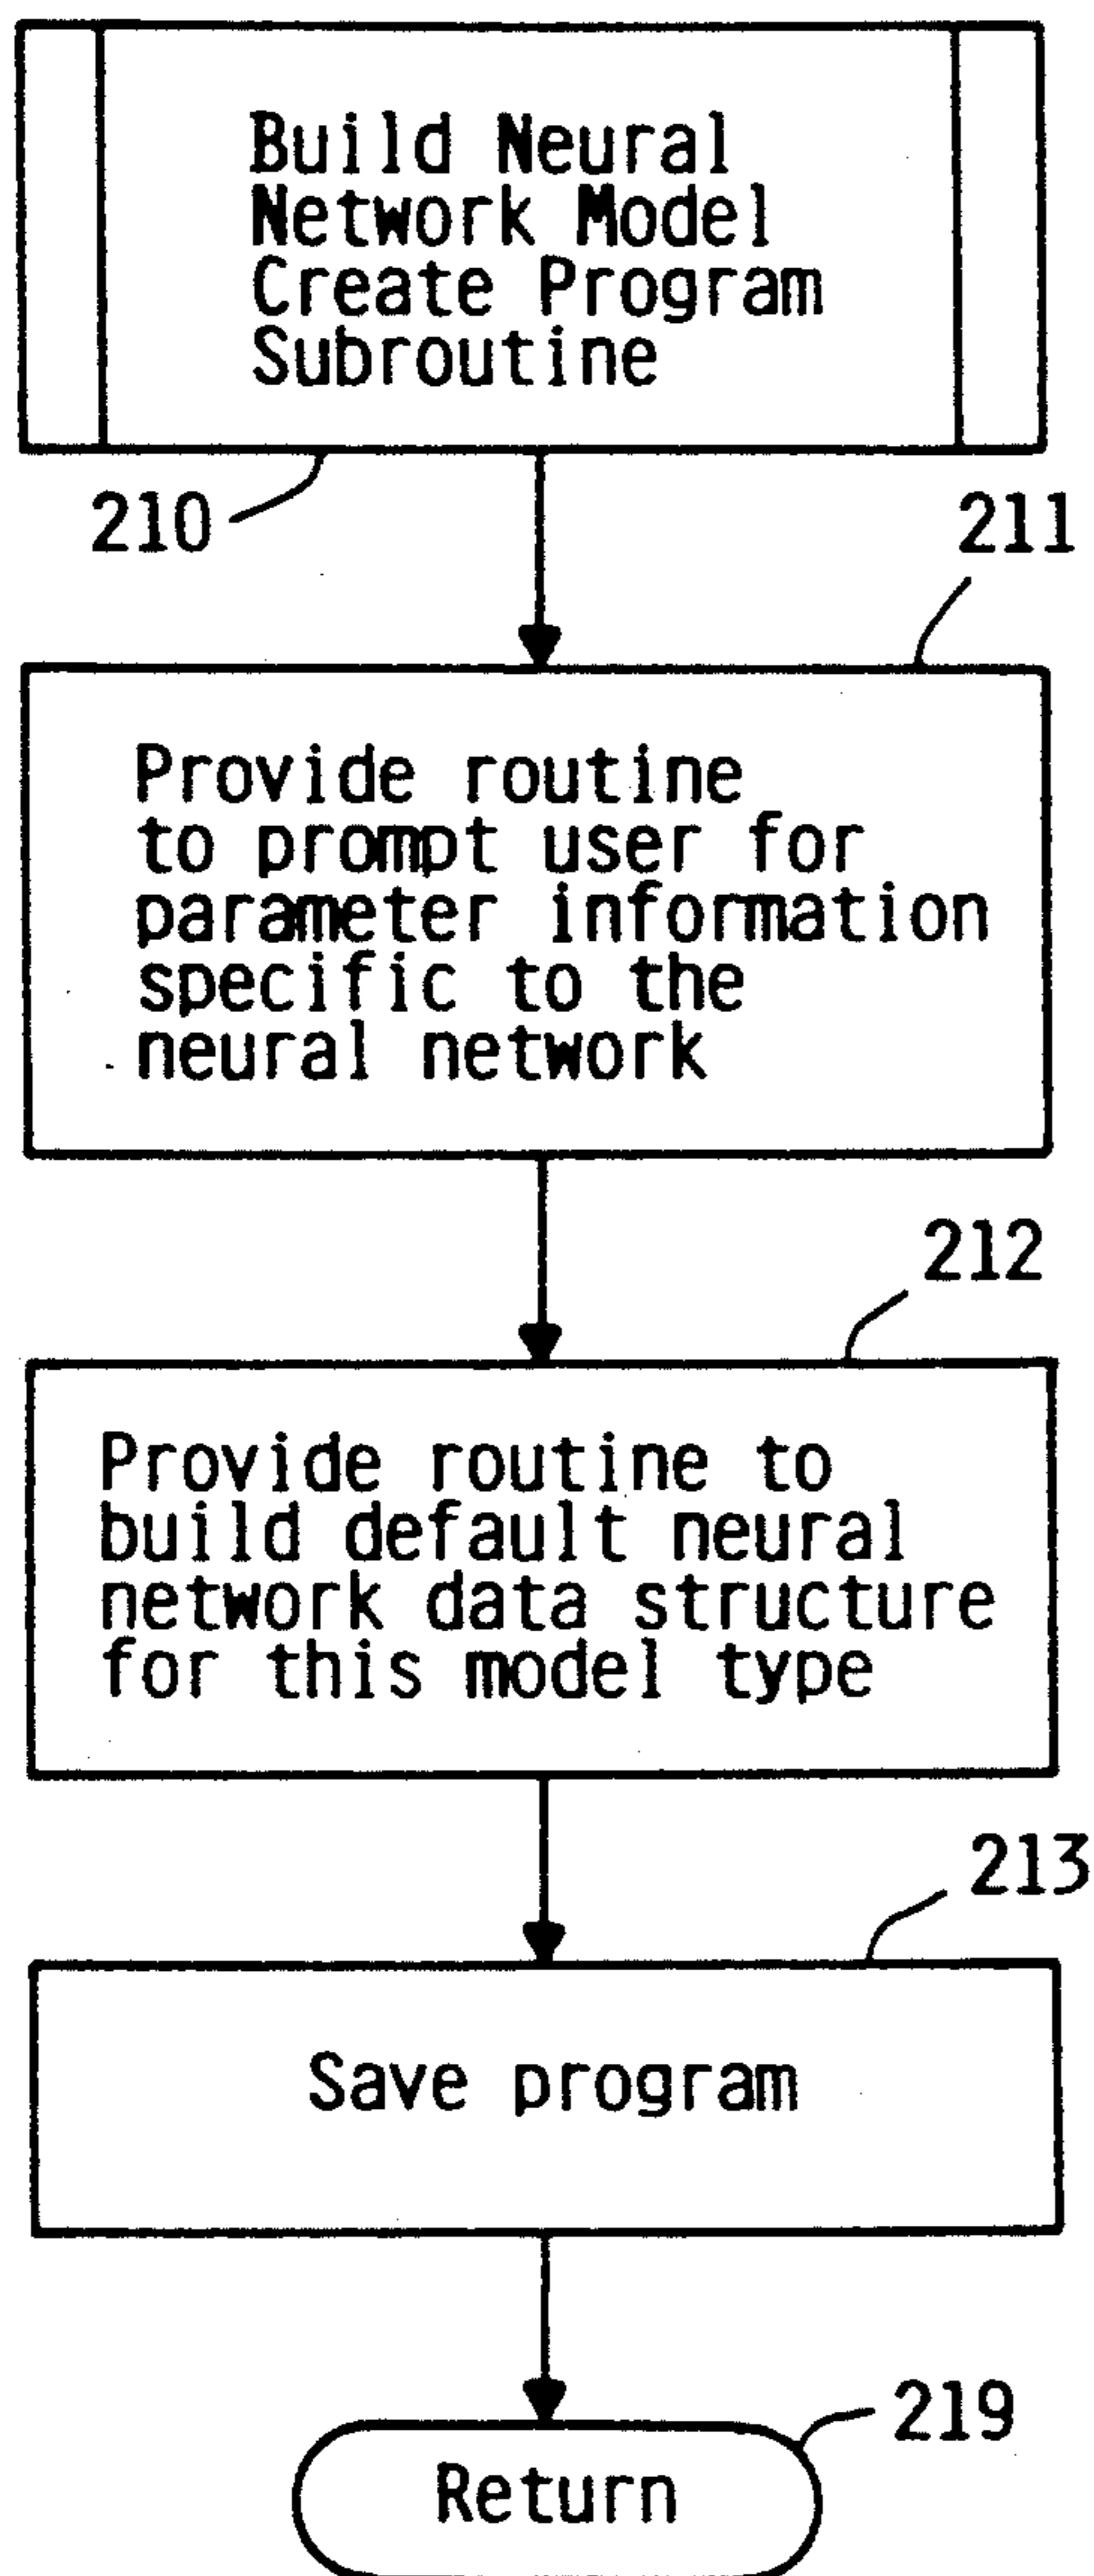 Build Neural
Network Model
Create Program
Subroutine
210
211
Provide routine
to prompt user for
parameter information
specific to the
neural network
212
Provide routine to
build default neural
network data structure
for this model type
213
Save program
219
Return